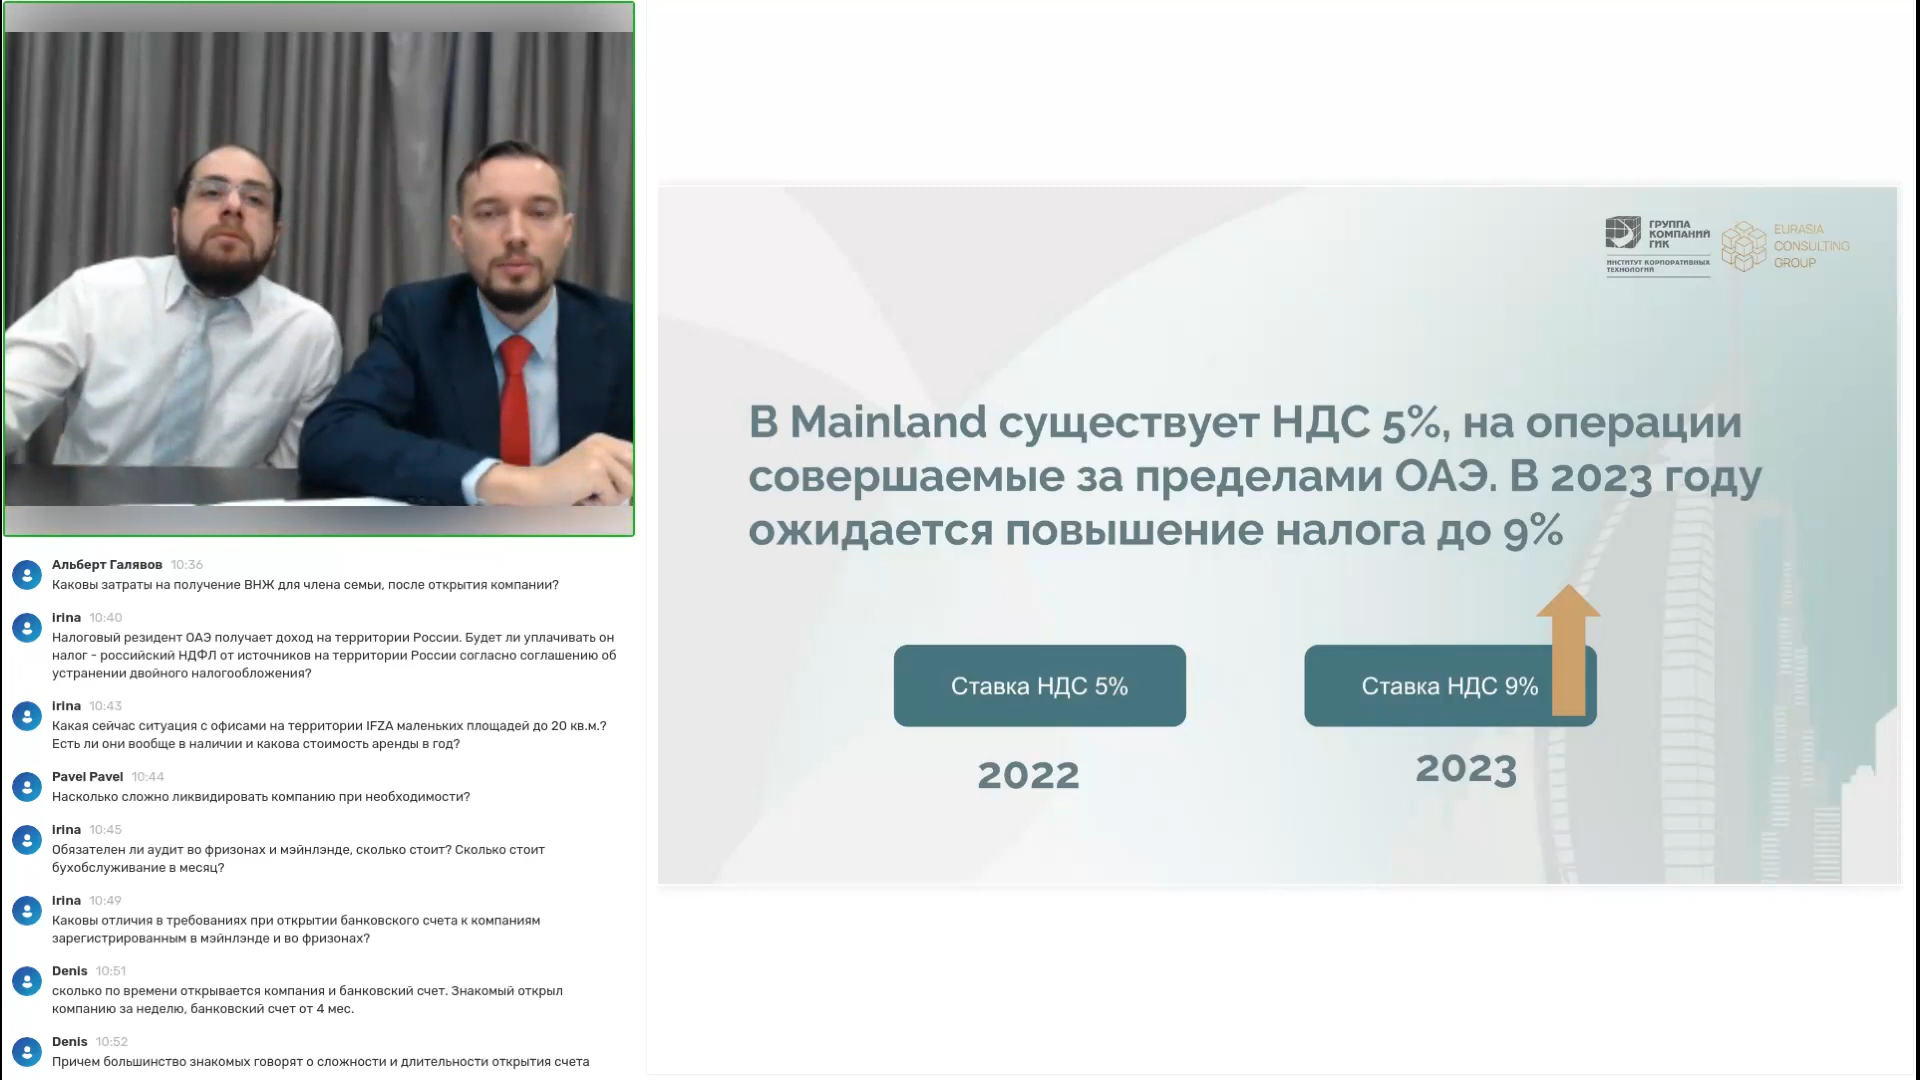 Альберт Галявов 10:36
Каковы затраты на получение ВНЖ для члена семьи, после открытия компании?
irina 10:40
Налоговый резидент ОАЭ получает доход на территории России. Будет ли уплачивать он
налог - российский НДФЛ от источников на территории России согласно соглашению об
устранении двойного налогообложения?
irina 10:43
Какая сейчас ситуация с офисами на территории IFZA маленьких площадей до 20 кв.м.?
Есть ли они вообще в наличии и какова стоимость аренды в год?
Pavel Pavel 10:44
Насколько сложно ликвидировать компанию при необходимости?
irina 10:45
Обязателен ли аудит во фризонах и мэйнлэнде, сколько стоит? Сколько стоит
бухобслуживание в месяц?
irina 10:49
Каковы отличия в требованиях при открытии банковского счета к компаниям
зарегистрированным в мэйнлэнде и во фризонах?
Denis 10:51
сколько по времени открывается компания и банковский счет. Знакомый открыл
компанию за неделю, банковский счет от 4 мес.
Denis 10:52
Причем большинство знакомых говорят о сложности и длительности открытия счета
ГРУППА
КОМПАНИЙ
ГИК
ИНСТИТУТ КОРПОРАТИВНЫХ
ТЕХНОЛОГИЙ
EURASIA
CONSULTING
GROUP
В Mainland существует НДС 5%, на операции
совершаемые за пределами ОАЭ. В 2023 году
ожидается повышение налога до 9%
Ставка НДС 5%
Ставка НДС 9%
2022
2023